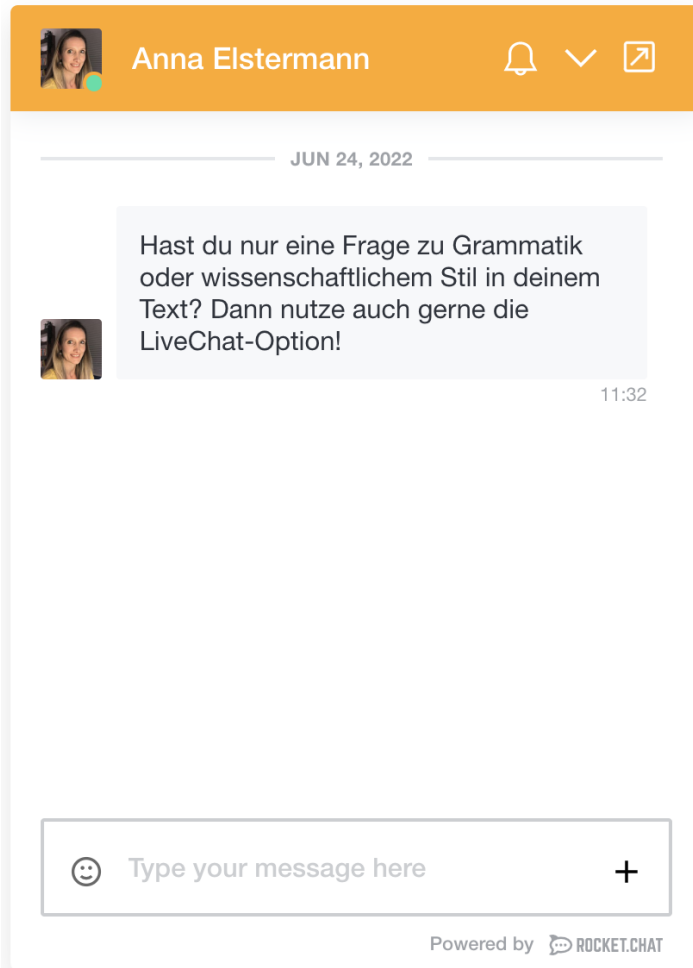 Anna Elstermann
JUN 24, 2022
Hast du nur eine Frage zu Grammatik
oder wissenschaftlichem Stil in deinem
Text? Dann nutze auch gerne die
LiveChat-Option!
11:32
Type your message here
Powered by ROCKET.CHAT